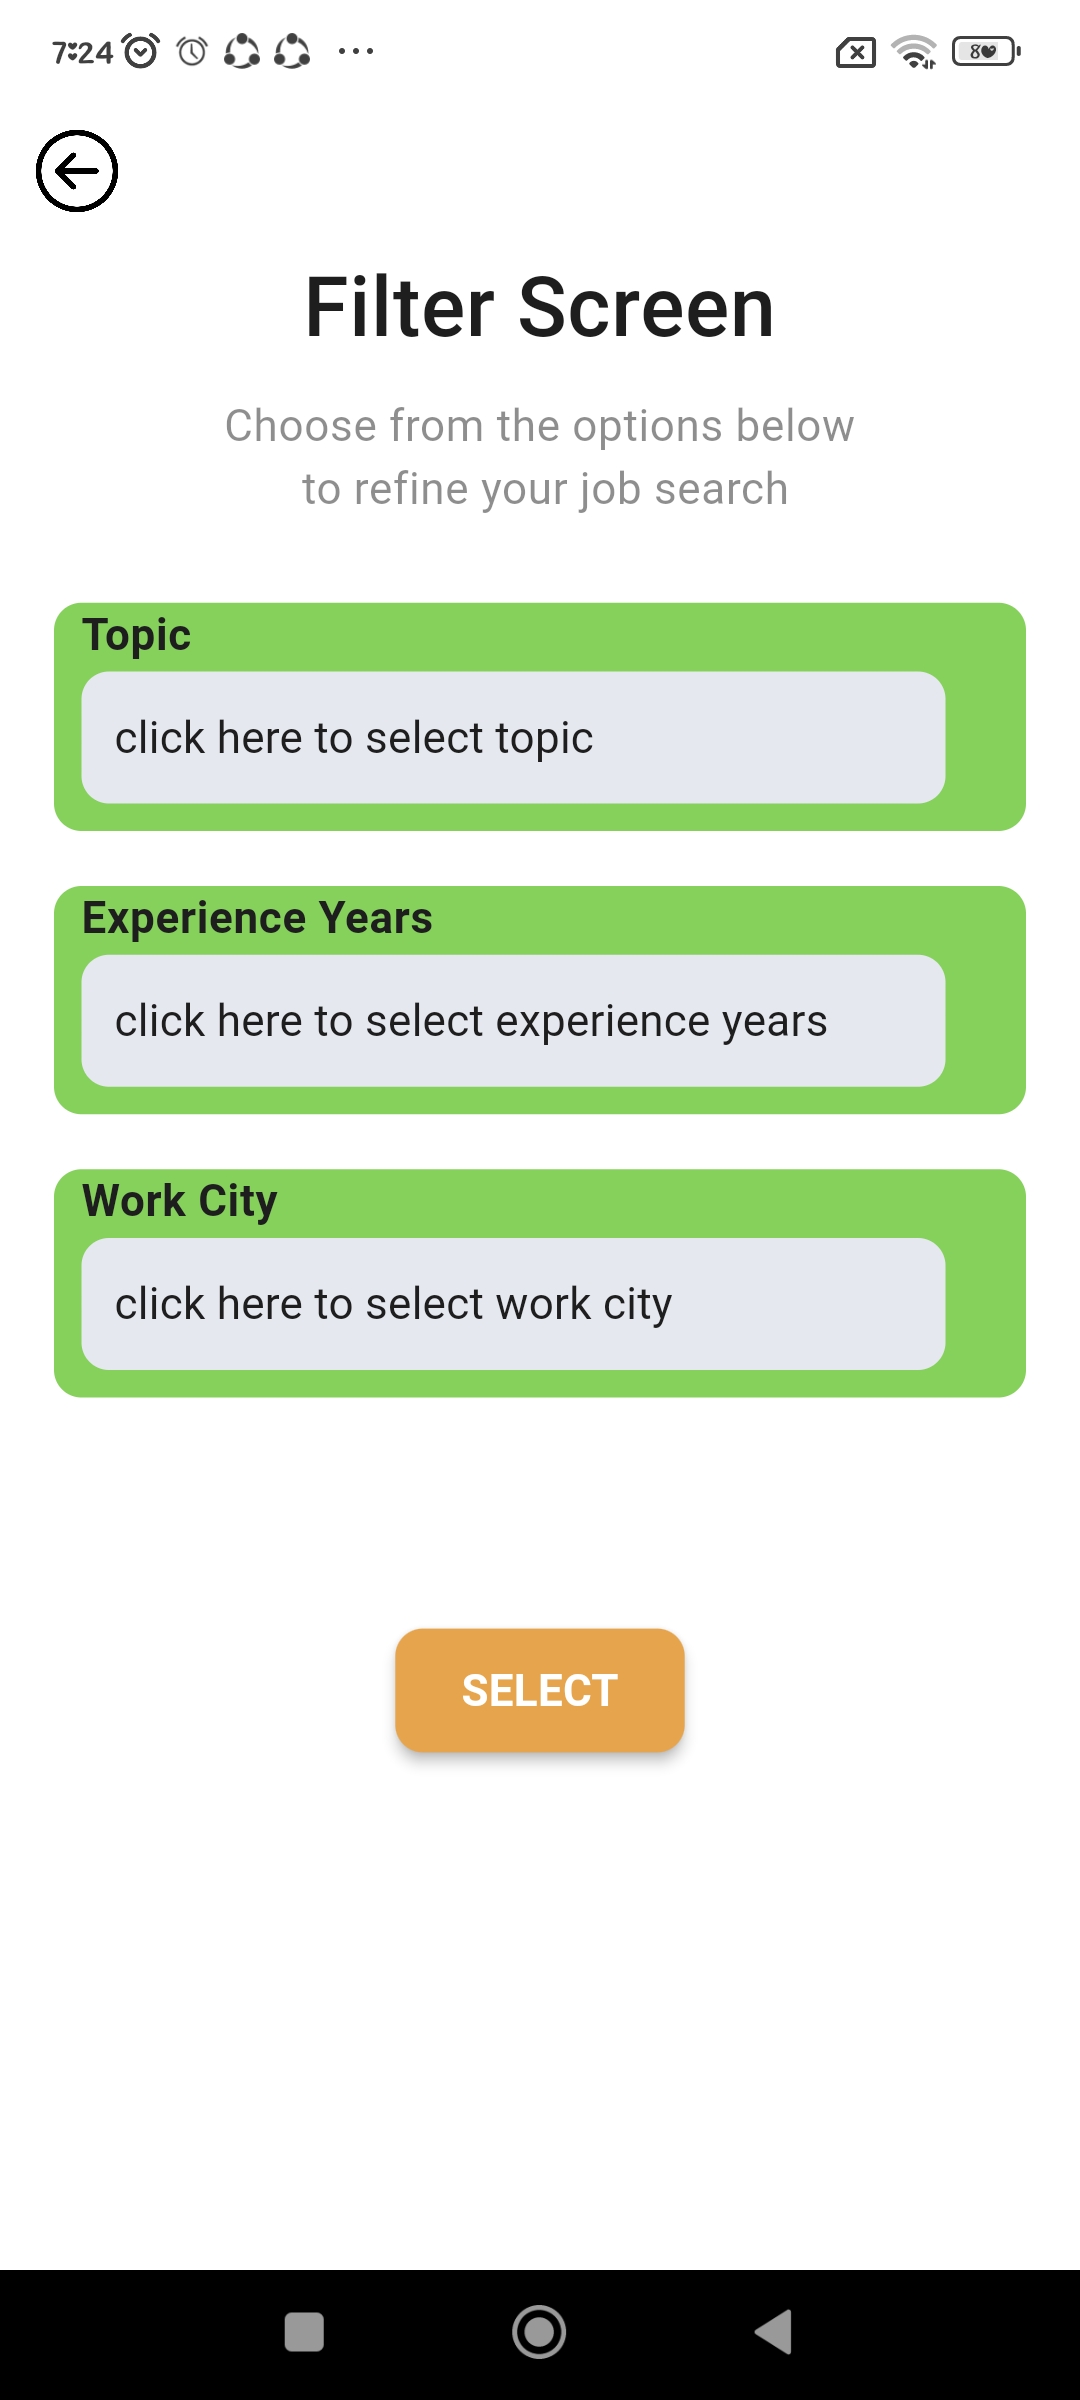 7:24
80
Filter Screen
Choose from the options below
to refine your job search
Topic
click here to select topic
Experience Years
click here to select experience years
Work City
click here to select work city
SELECT